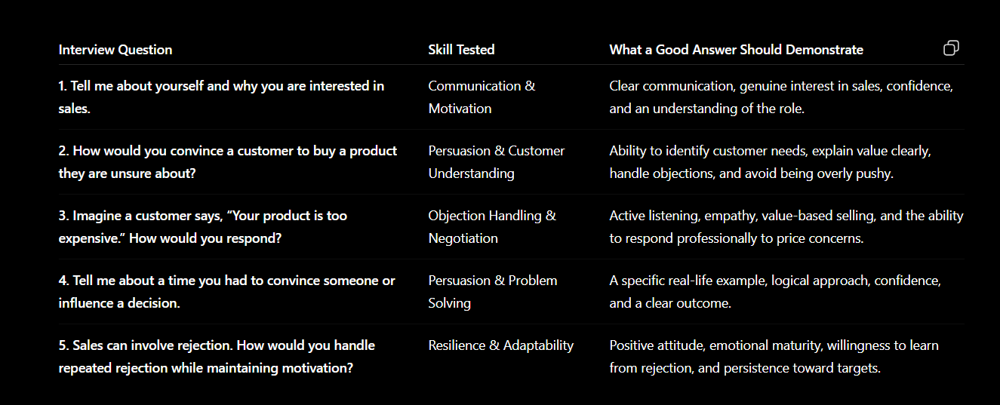 Interview Question Skill Tested What a Good Answer Should Demonstrate
1. Tell me about yourself and why you are interested in Communication & Clear communication, genuine interest in sales, confidence,
sales. Motivation and an understanding of the role.
2. How would you convince a customer to buy a product Persuasion & Customer Ability to identify customer needs, explain value clearly,
they are unsure about? Understanding handle objections, and avoid being overly pushy.
3. Imagine a customer says, “Your product is too Objection Handling & Active listening, empathy, value-based selling, and the ability
expensive.” How would you respond? Negotiation to respond professionally to price concerns.
4. Tell me about a time you had to convince someone or Persuasion & Problem A specific real-life example, logical approach, confidence,
influence a decision. Solving and a clear outcome.
5. Sales can involve rejection. How would you handle Resilience & Adaptability Positive attitude, emotional maturity, willingness to learn
repeated rejection while maintaining motivation? from rejection, and persistence toward targets.